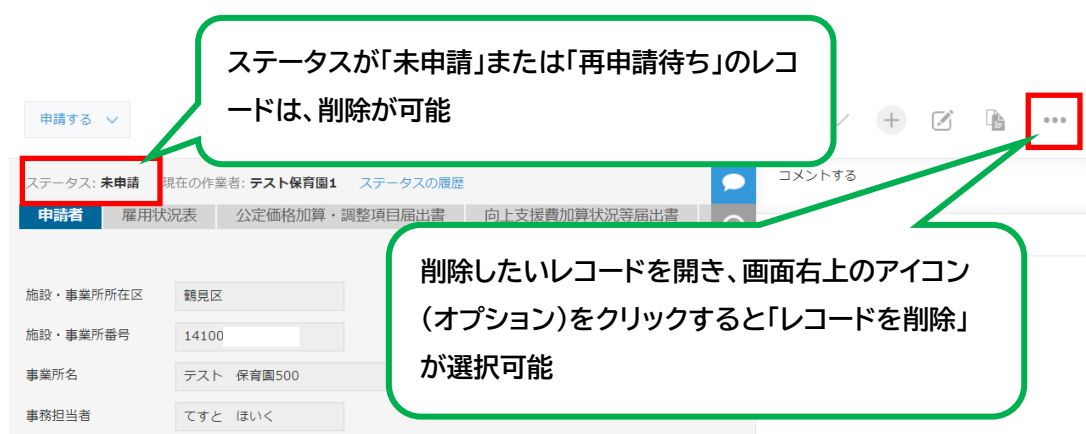 ステータスが「未申請」または「再申請待ち」のレコ
ードは、削除が可能
申請する
ステータス: 未申請 現在の作業者: テスト保育園1 ステータスの履歴
コメントする
申請者 雇用状況表 公定価格加算・調整項目届出書 向上支援費加算状況等届出書
削除したいレコードを開き、画面右上のアイコン
（オプション）をクリックすると「レコードを削除」
が選択可能
施設・事業所所在区 鶴見区
施設・事業所番号 14100
事業所名 テスト 保育園500
事務担当者 てすと ほいく